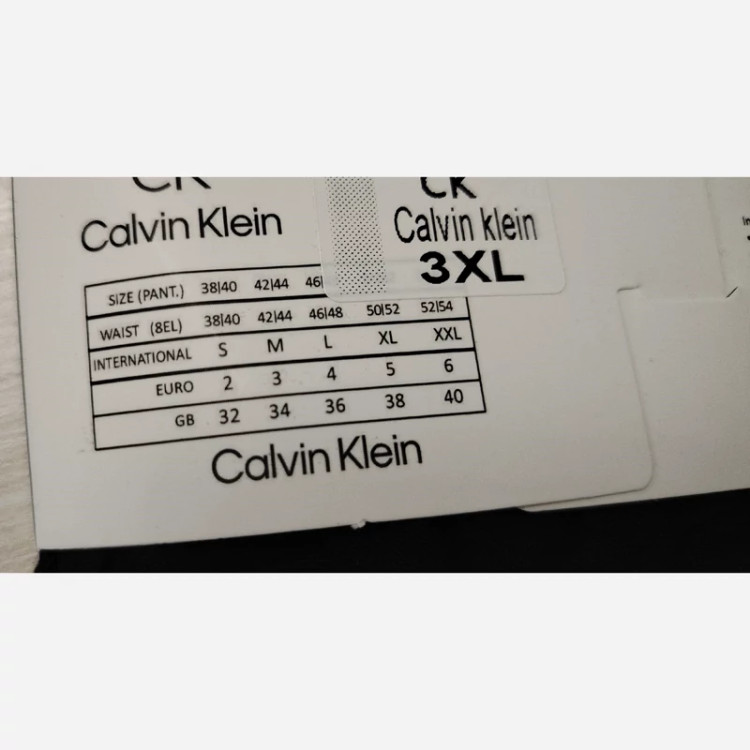 CK
Calvin Klein
CK
Calvin klein
3XL
SIZE (PANT.) 38|40 42|44 46|
WAIST (8EL) 38|40 42|44 46|48 50|52 52|54
INTERNATIONAL S M L XL XXL
EURO 2 3 4 5 6
GB 32 34 36 38 40
Calvin Klein